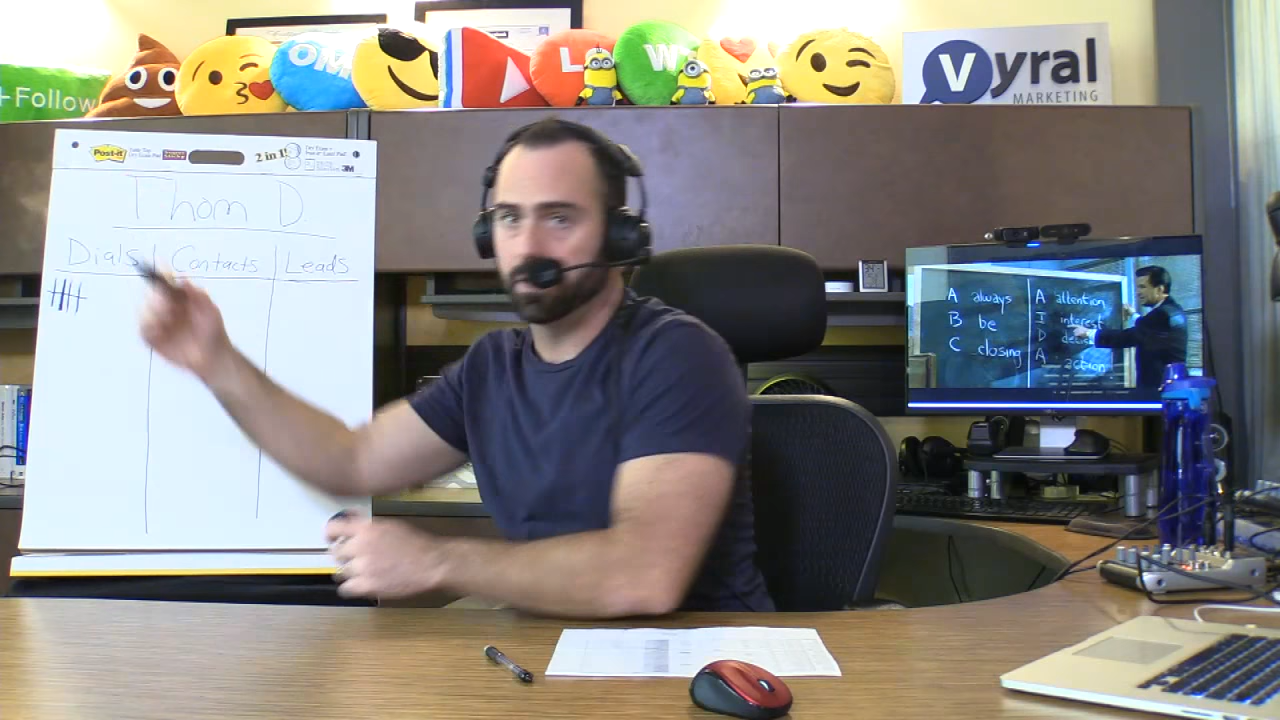 +Follow
OM
L
W
Vyral
MARKETING
Post-it
2 in 1!
3M
Thom D.
Dials
Contacts
Leads
A always
B be
C closing
A attention
I interest
D
A action